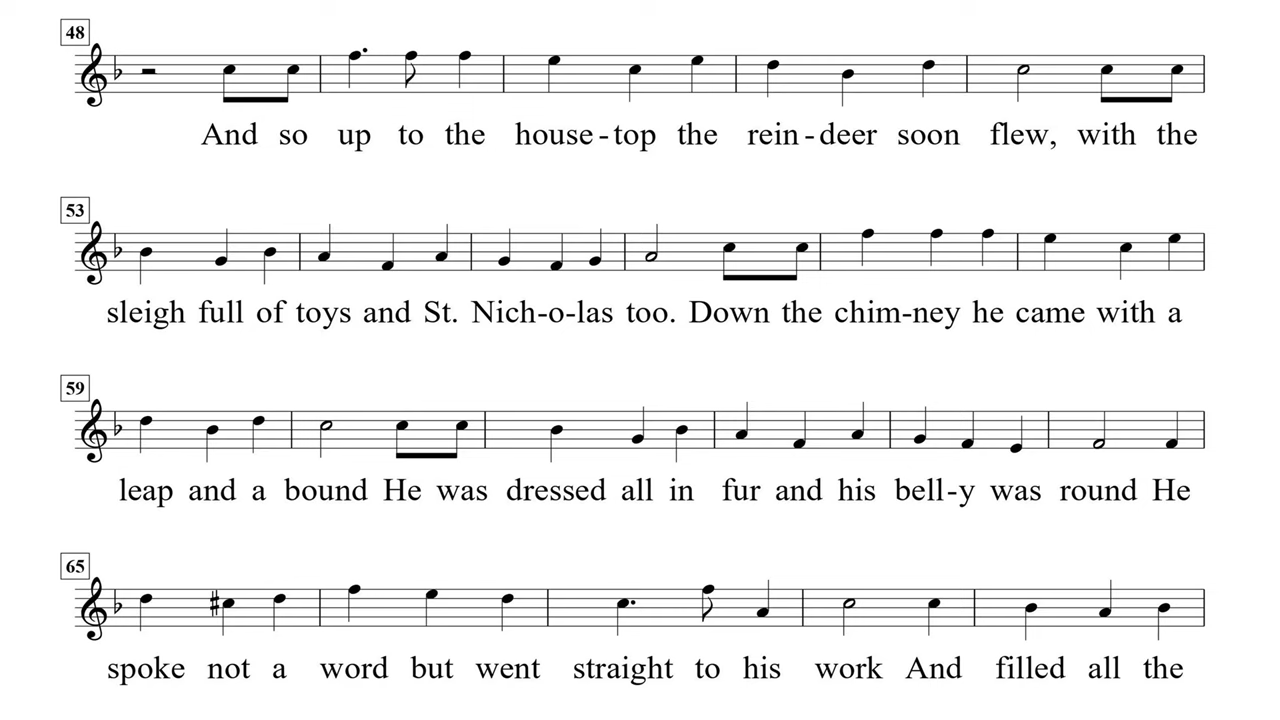 48
And so up to the house-top the rein-deer soon flew, with the
53
sleigh full of toys and St. Nich-o-las too. Down the chim-ney he came with a
59
leap and a bound He was dressed all in fur and his bell-y was round He
65
spoke not a word but went straight to his work And filled all the